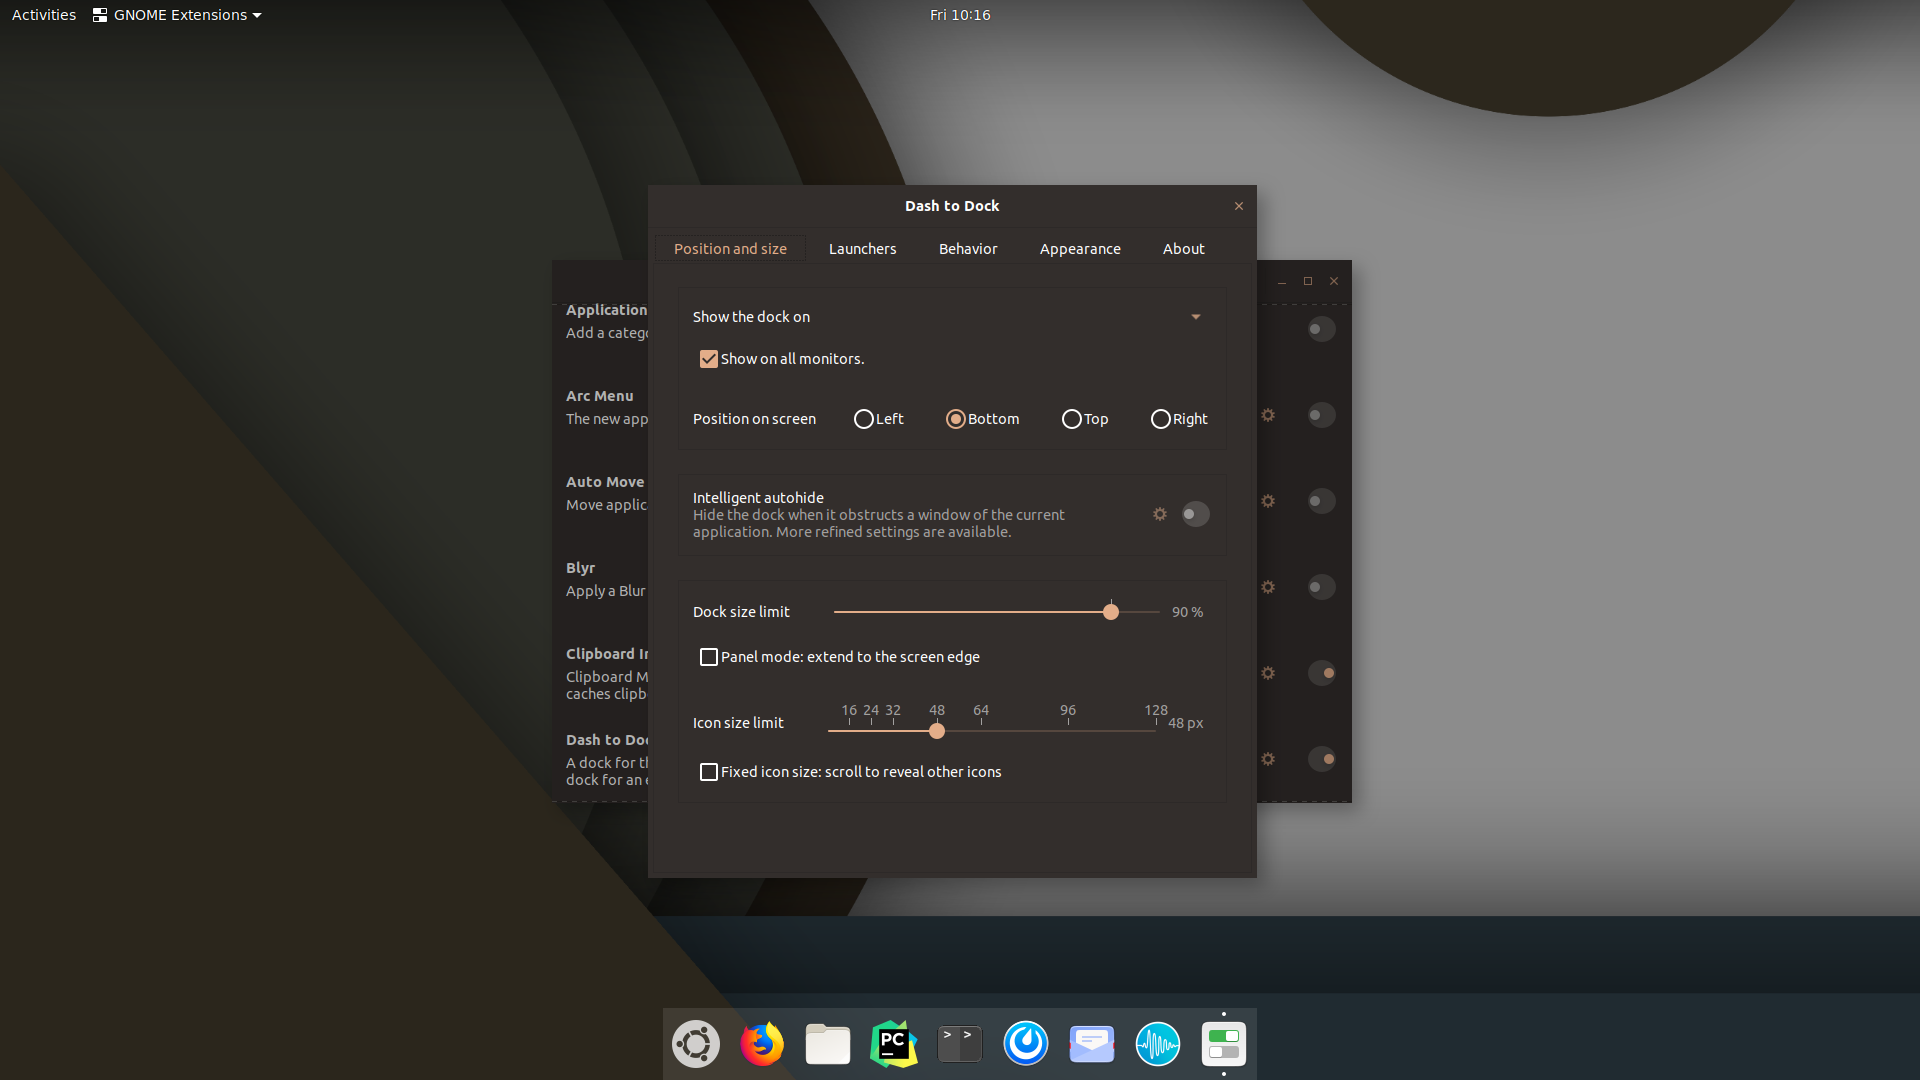 Activities GNOME Extensions Fri 10:16
Dash to Dock
Position and size Launchers Behavior Appearance About
Show the dock on
Show on all monitors.
Position on screen Left Bottom Top Right
Intelligent autohide
Hide the dock when it obstructs a window of the current
application. More refined settings are available.
Dock size limit 90 %
Panel mode: extend to the screen edge
16 24 32 48 64 96 128
Icon size limit 48 px
Fixed icon size: scroll to reveal other icons
Application
Add a categ
Arc Menu
The new app
Auto Move
Move applic
Blyr
Apply a Blur
Clipboard I
Clipboard M
caches clipb
Dash to Do
A dock for t
dock for an
PC
> >